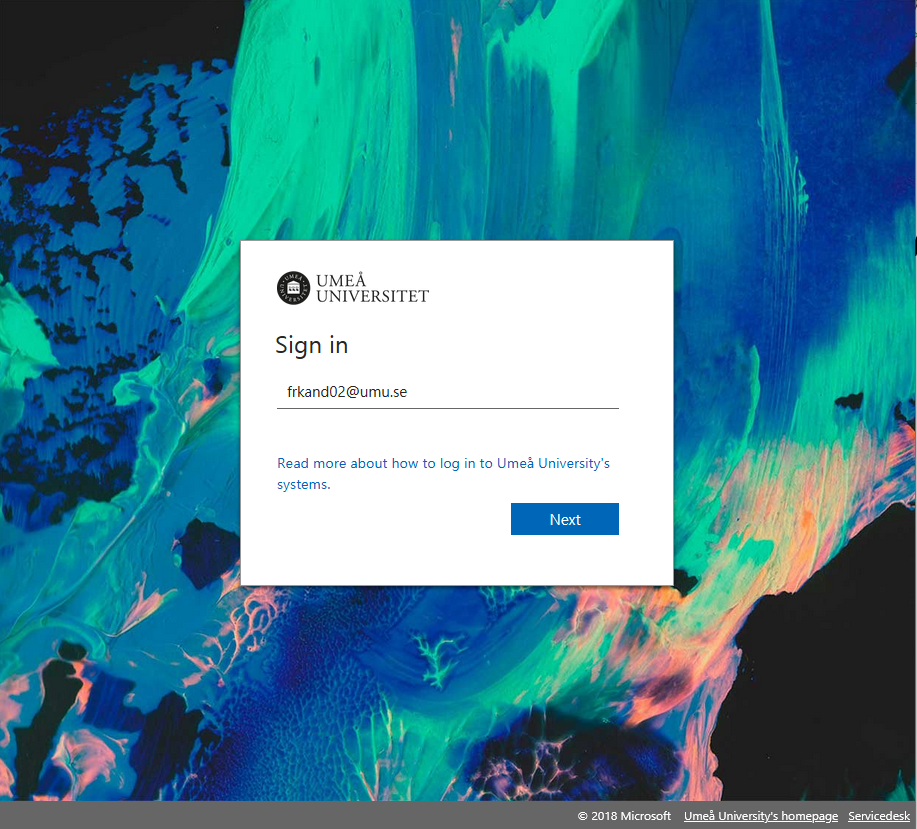 UMEÅ
UNIVERSITET
Sign in
frkand02@umu.se
Read more about how to log in to Umeå University's
systems.
Next
© 2018 Microsoft Umeå University's homepage Servicedesk